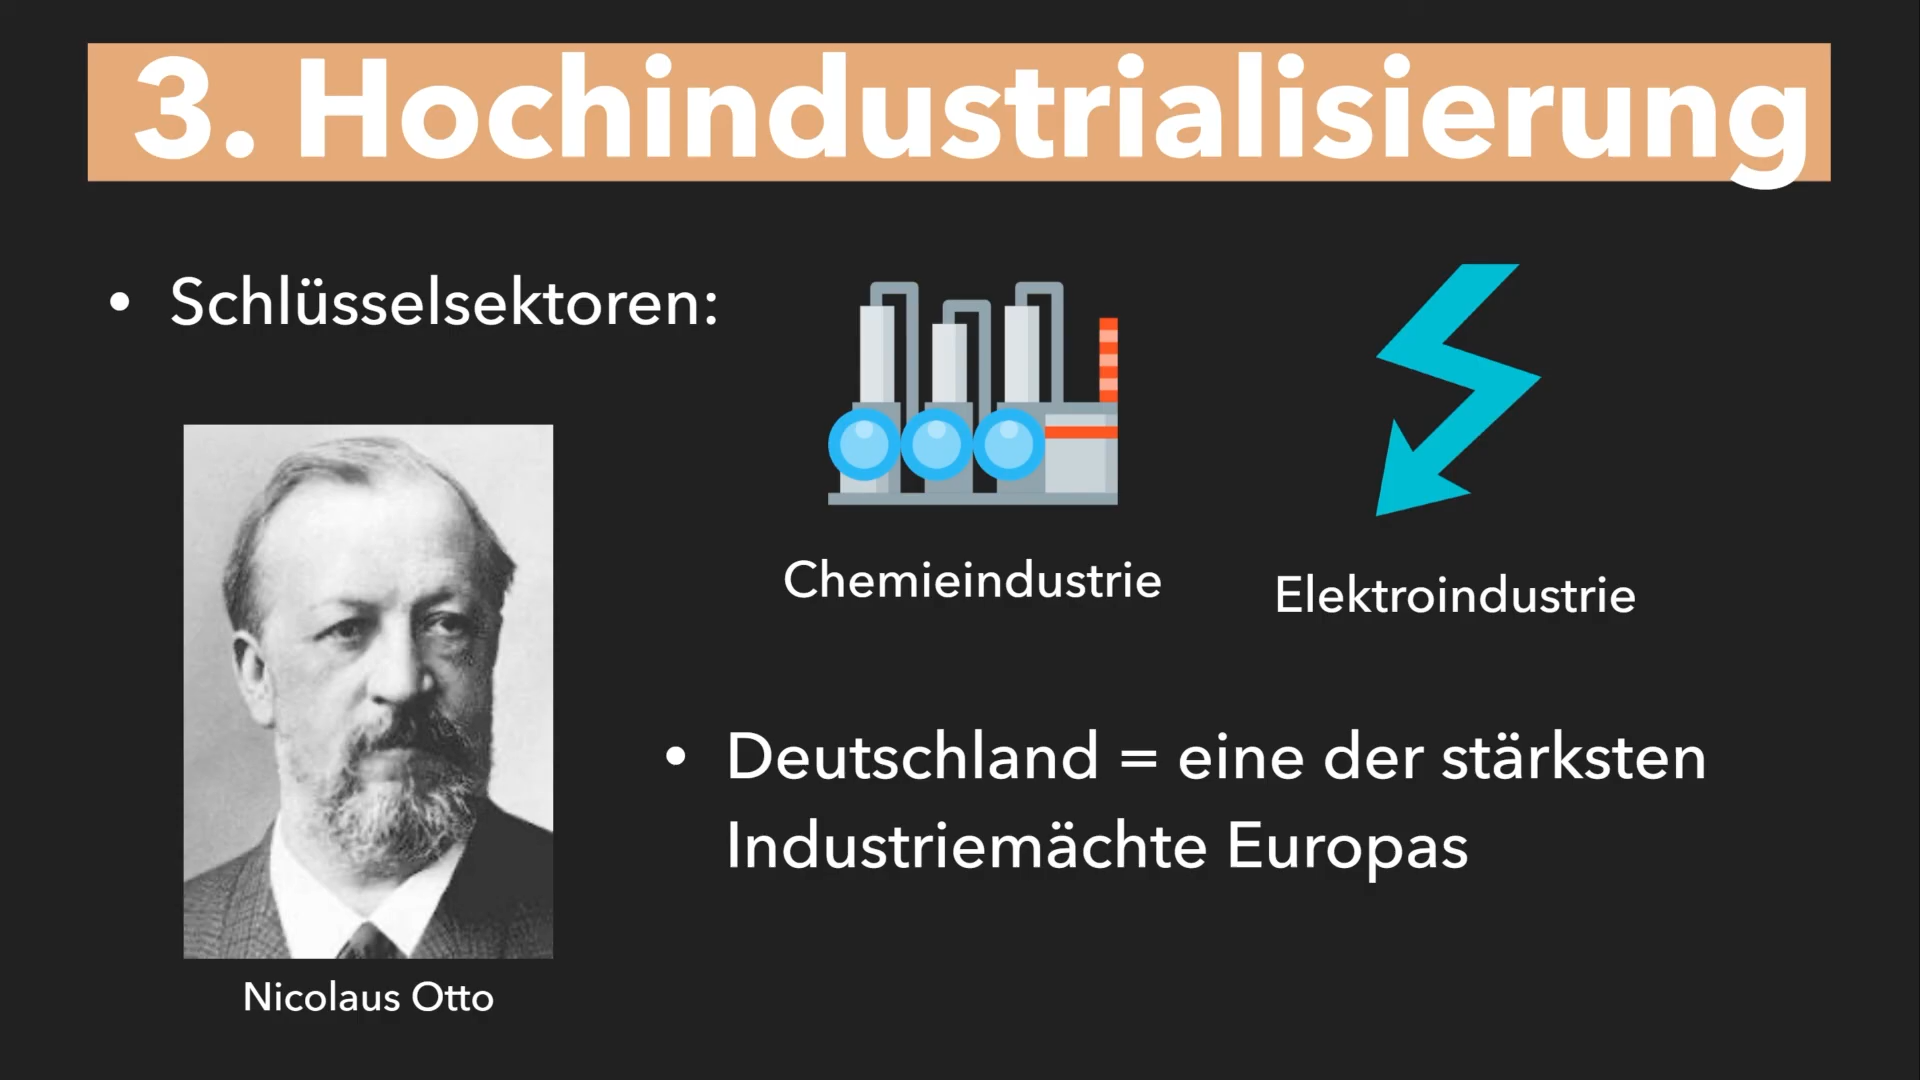 3. Hochindustrialisierung
• Schlüsselsektoren:
Chemieindustrie
Elektroindustrie
• Deutschland = eine der stärksten
Industriemächte Europas
Nicolaus Otto